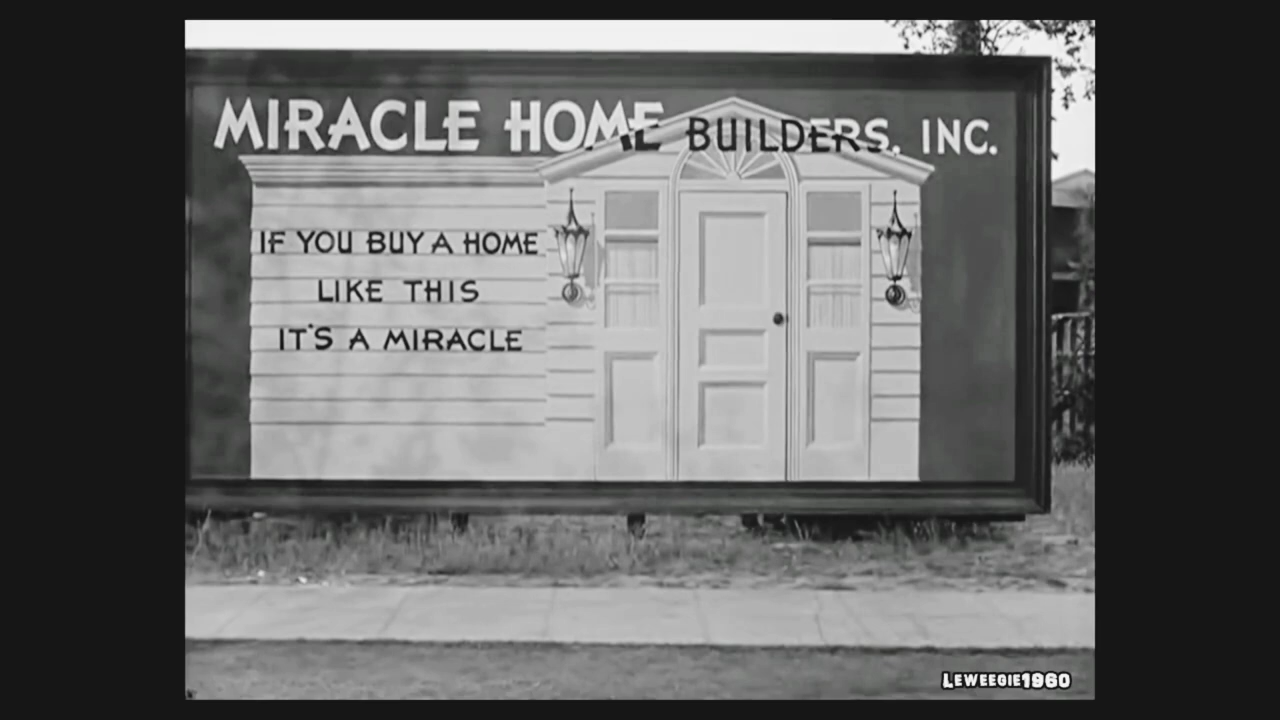 MIRACLE HOME BUILDERS, INC.
IF YOU BUY A HOME
LIKE THIS
IT'S A MIRACLE
LEWEEGIE1960